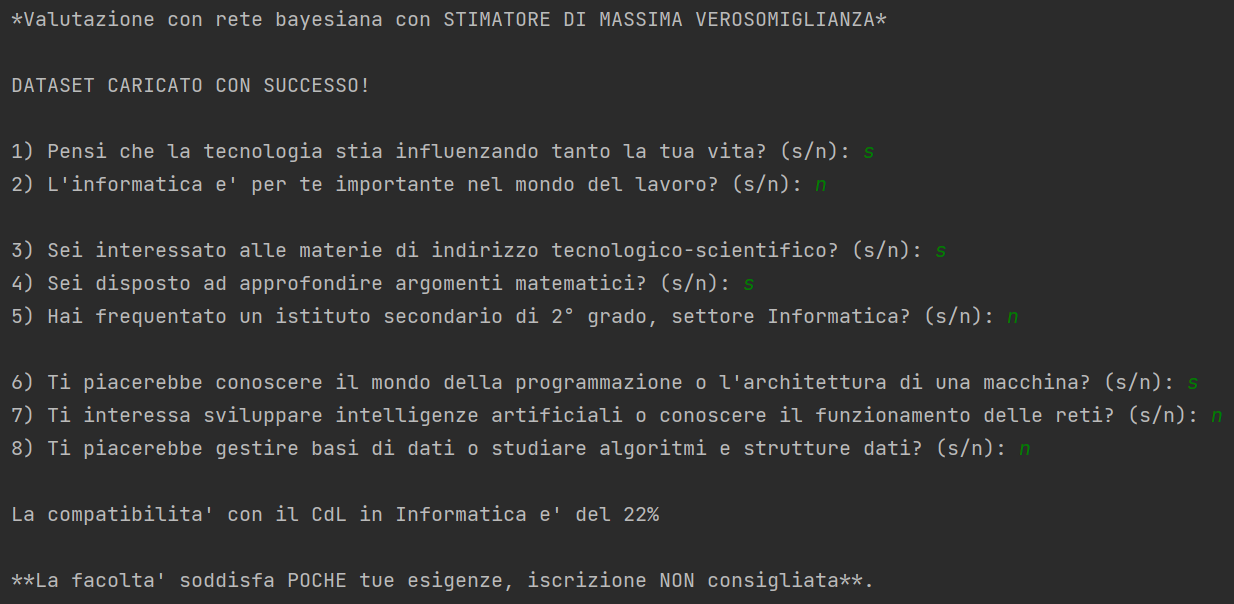 *Valutazione con rete bayesiana con STIMATORE DI MASSIMA VEROSOMIGLIANZA*
DATASET CARICATO CON SUCCESSO!
1) Pensi che la tecnologia stia influenzando tanto la tua vita? (s/n): s
2) L'informatica e' per te importante nel mondo del lavoro? (s/n): n
3) Sei interessato alle materie di indirizzo tecnologico-scientifico? (s/n): s
4) Sei disposto ad approfondire argomenti matematici? (s/n): s
5) Hai frequentato un istituto secondario di 2° grado, settore Informatica? (s/n): n
6) Ti piacerebbe conoscere il mondo della programmazione o l'architettura di una macchina? (s/n): s
7) Ti interessa sviluppare intelligenze artificiali o conoscere il funzionamento delle reti? (s/n): n
8) Ti piacerebbe gestire basi di dati o studiare algoritmi e strutture dati? (s/n): n
La compatibilita' con il CdL in Informatica e' del 22%
**La facolta' soddisfa POCHE tue esigenze, iscrizione NON consigliata**.